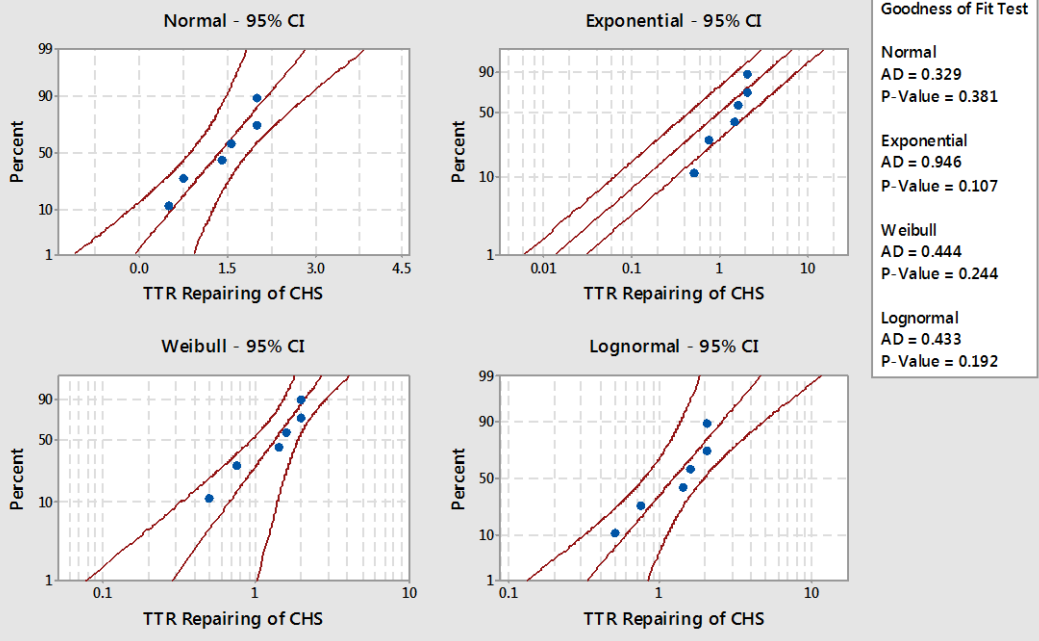 Normal - 95% CI
99
90
50
10
1
Percent
0.0 1.5 3.0 4.5
TTR Repairing of CHS
Exponential - 95% CI
90
50
10
1
Percent
0.01 0.1 1 10
TTR Repairing of CHS
Weibull - 95% CI
90
50
10
1
Percent
0.1 1 10
TTR Repairing of CHS
Lognormal - 95% CI
99
90
50
10
1
Percent
0.1 1 10
TTR Repairing of CHS
Goodness of Fit Test
Normal
AD = 0.329
P-Value = 0.381
Exponential
AD = 0.946
P-Value = 0.107
Weibull
AD = 0.444
P-Value = 0.244
Lognormal
AD = 0.433
P-Value = 0.192